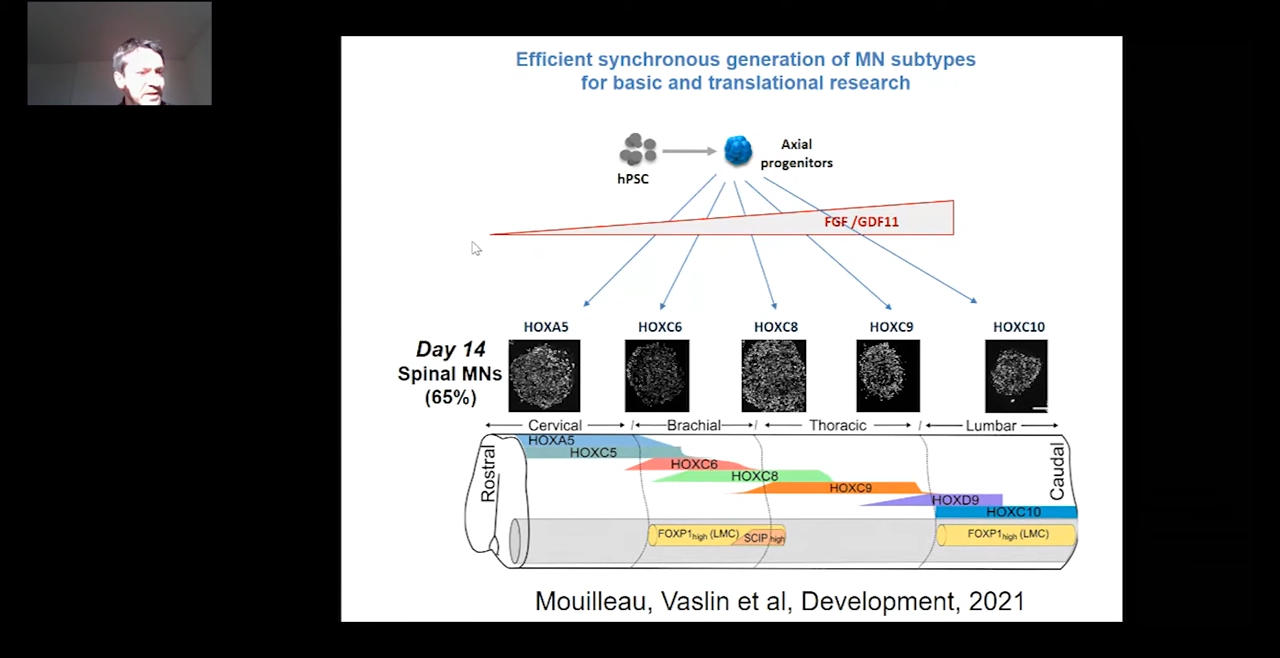 Efficient synchronous generation of MN subtypes
for basic and translational research
hPSC
Axial
progenitors
FGF /GDF11
HOXA5
HOXC6
HOXC8
HOXC9
HOXC10
Day 14
Spinal MNs
(65%)
Cervical
/
Brachial
/
Thoracic
/
Lumbar
Rostral
Caudal
HOXA5
HOXC5
HOXC6
HOXC8
HOXC9
HOXD9
HOXC10
FOXP1high (LMC)
SCIP high
FOXP1high (LMC)
Mouilleau, Vaslin et al, Development, 2021